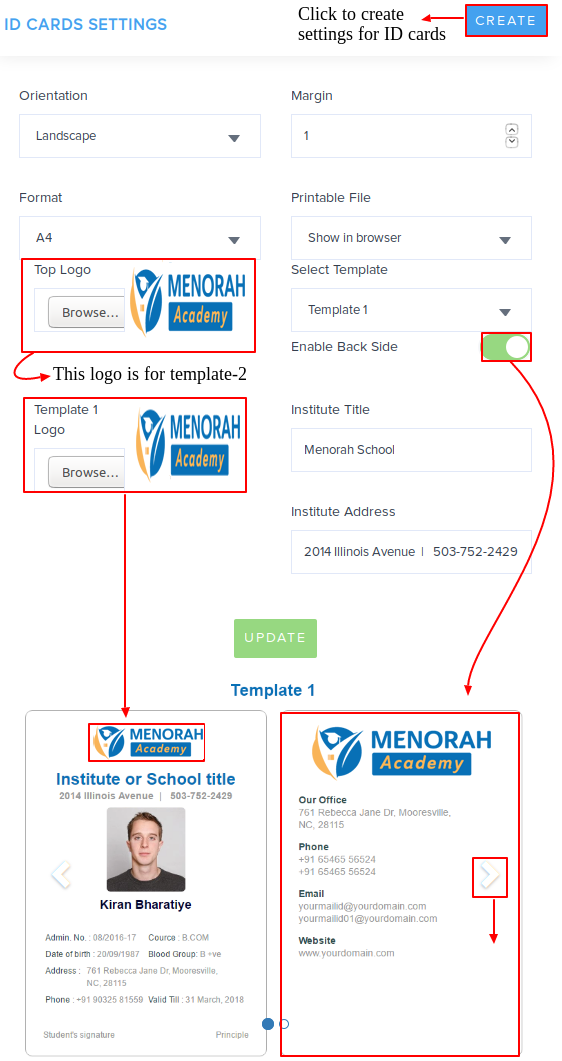 ID CARDS SETTINGS
Click to create
settings for ID cards
CREATE
Orientation
Margin
Landscape
1
Format
Printable File
A4
Show in browser
Top Logo
Select Template
Browse...
MENORAH
Academy
Template 1
Enable Back Side
This logo is for template-2
Template 1
Logo
Browse...
MENORAH
Academy
Institute Title
Menorah School
Institute Address
2014 Illinois Avenue | 503-752-2429
UPDATE
Template 1
MENORAH
Academy
Institute or School title
2014 Illinois Avenue | 503-752-2429
Kiran Bharatiye
Admin. No. : 08/2016-17 Cource : B.COM
Date of birth : 20/09/1987 Blood Group: B +ve
Address : 761 Rebecca Jane Dr, Mooresville,
NC, 28115
Phone : +91 90325 81559 Valid Till : 31 March, 2018
Student's signature Principle
MENORAH
Academy
Our Office
761 Rebecca Jane Dr, Mooresville,
NC, 28115
Phone
+91 65465 56524
+91 65465 56524
Email
yourmailid@yourdomain.com
yourmailid01@yourdomain.com
Website
www.yourdomain.com